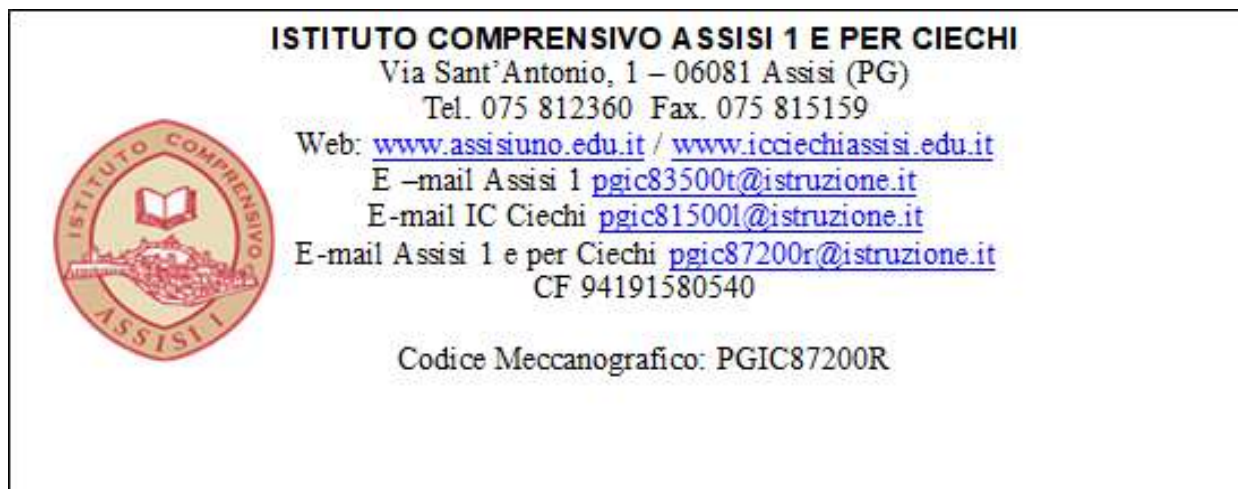 ISTITUTO COMPRENSIVO ASSISI 1 E PER CIECHI
Via Sant’Antonio, 1 – 06081 Assisi (PG)
Tel. 075 812360 Fax. 075 815159
Web: www.assisiuno.edu.it / www.icciechiassisi.edu.it
E –mail Assisi 1 pgic83500t@istruzione.it
E-mail IC Ciechi pgic81500l@istruzione.it
E-mail Assisi 1 e per Ciechi pgic87200r@istruzione.it
CF 94191580540
Codice Meccanografico: PGIC87200R
ISTITUTO COMPRENSIVO
ASSISI 1